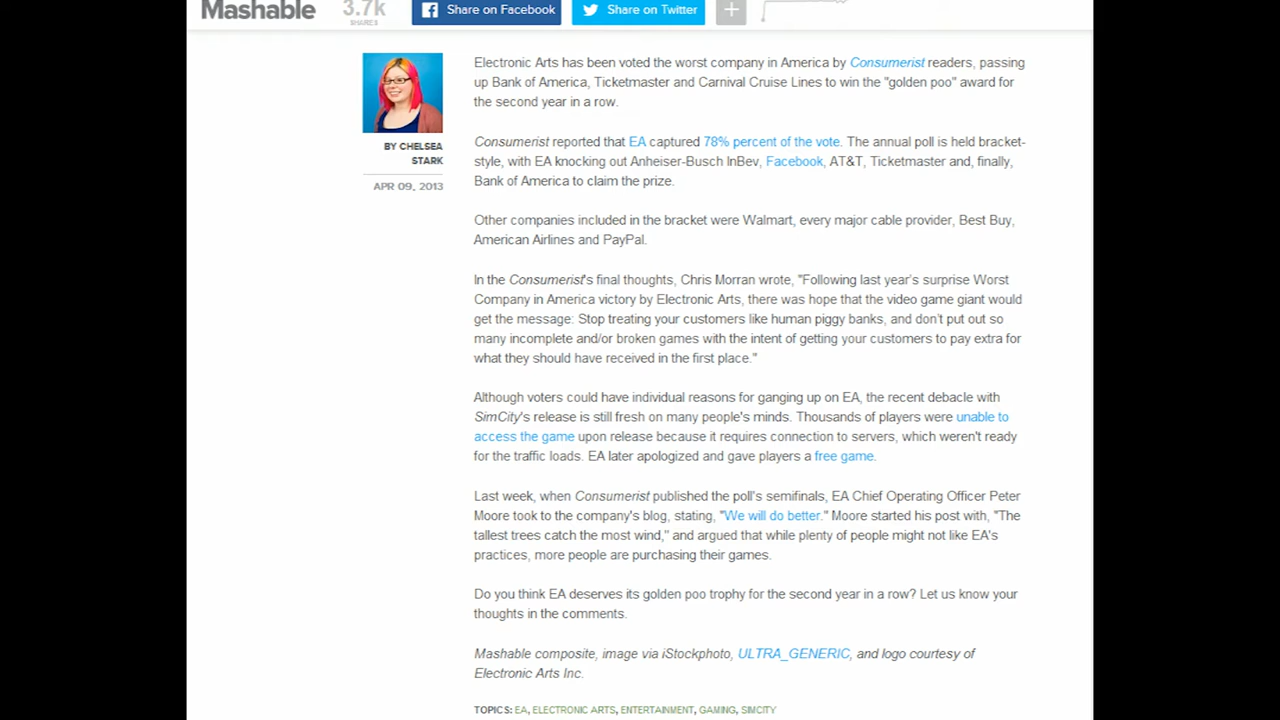 Mashable
3.7k
SHARES
Share on Facebook
Share on Twitter
+
BY CHELSEA
STARK
APR 09, 2013
Electronic Arts has been voted the worst company in America by Consumerist readers, passing
up Bank of America, Ticketmaster and Carnival Cruise Lines to win the "golden poo" award for
the second year in a row.
Consumerist reported that EA captured 78% percent of the vote. The annual poll is held bracket-
style, with EA knocking out Anheiser-Busch InBev, Facebook, AT&T, Ticketmaster and, finally,
Bank of America to claim the prize.
Other companies included in the bracket were Walmart, every major cable provider, Best Buy,
American Airlines and PayPal.
In the Consumerist's final thoughts, Chris Morran wrote, "Following last year's surprise Worst
Company in America victory by Electronic Arts, there was hope that the video game giant would
get the message: Stop treating your customers like human piggy banks, and don't put out so
many incomplete and/or broken games with the intent of getting your customers to pay extra for
what they should have received in the first place."
Although voters could have individual reasons for ganging up on EA, the recent debacle with
SimCity's release is still fresh on many people's minds. Thousands of players were unable to
access the game upon release because it requires connection to servers, which weren't ready
for the traffic loads. EA later apologized and gave players a free game.
Last week, when Consumerist published the poll's semifinals, EA Chief Operating Officer Peter
Moore took to the company's blog, stating, "We will do better." Moore started his post with, "The
tallest trees catch the most wind," and argued that while plenty of people might not like EA's
practices, more people are purchasing their games.
Do you think EA deserves its golden poo trophy for the second year in a row? Let us know your
thoughts in the comments.
Mashable composite, image via iStockphoto, ULTRA_GENERIC, and logo courtesy of
Electronic Arts Inc.
TOPICS: EA, ELECTRONIC ARTS, ENTERTAINMENT, GAMING, SIMCITY